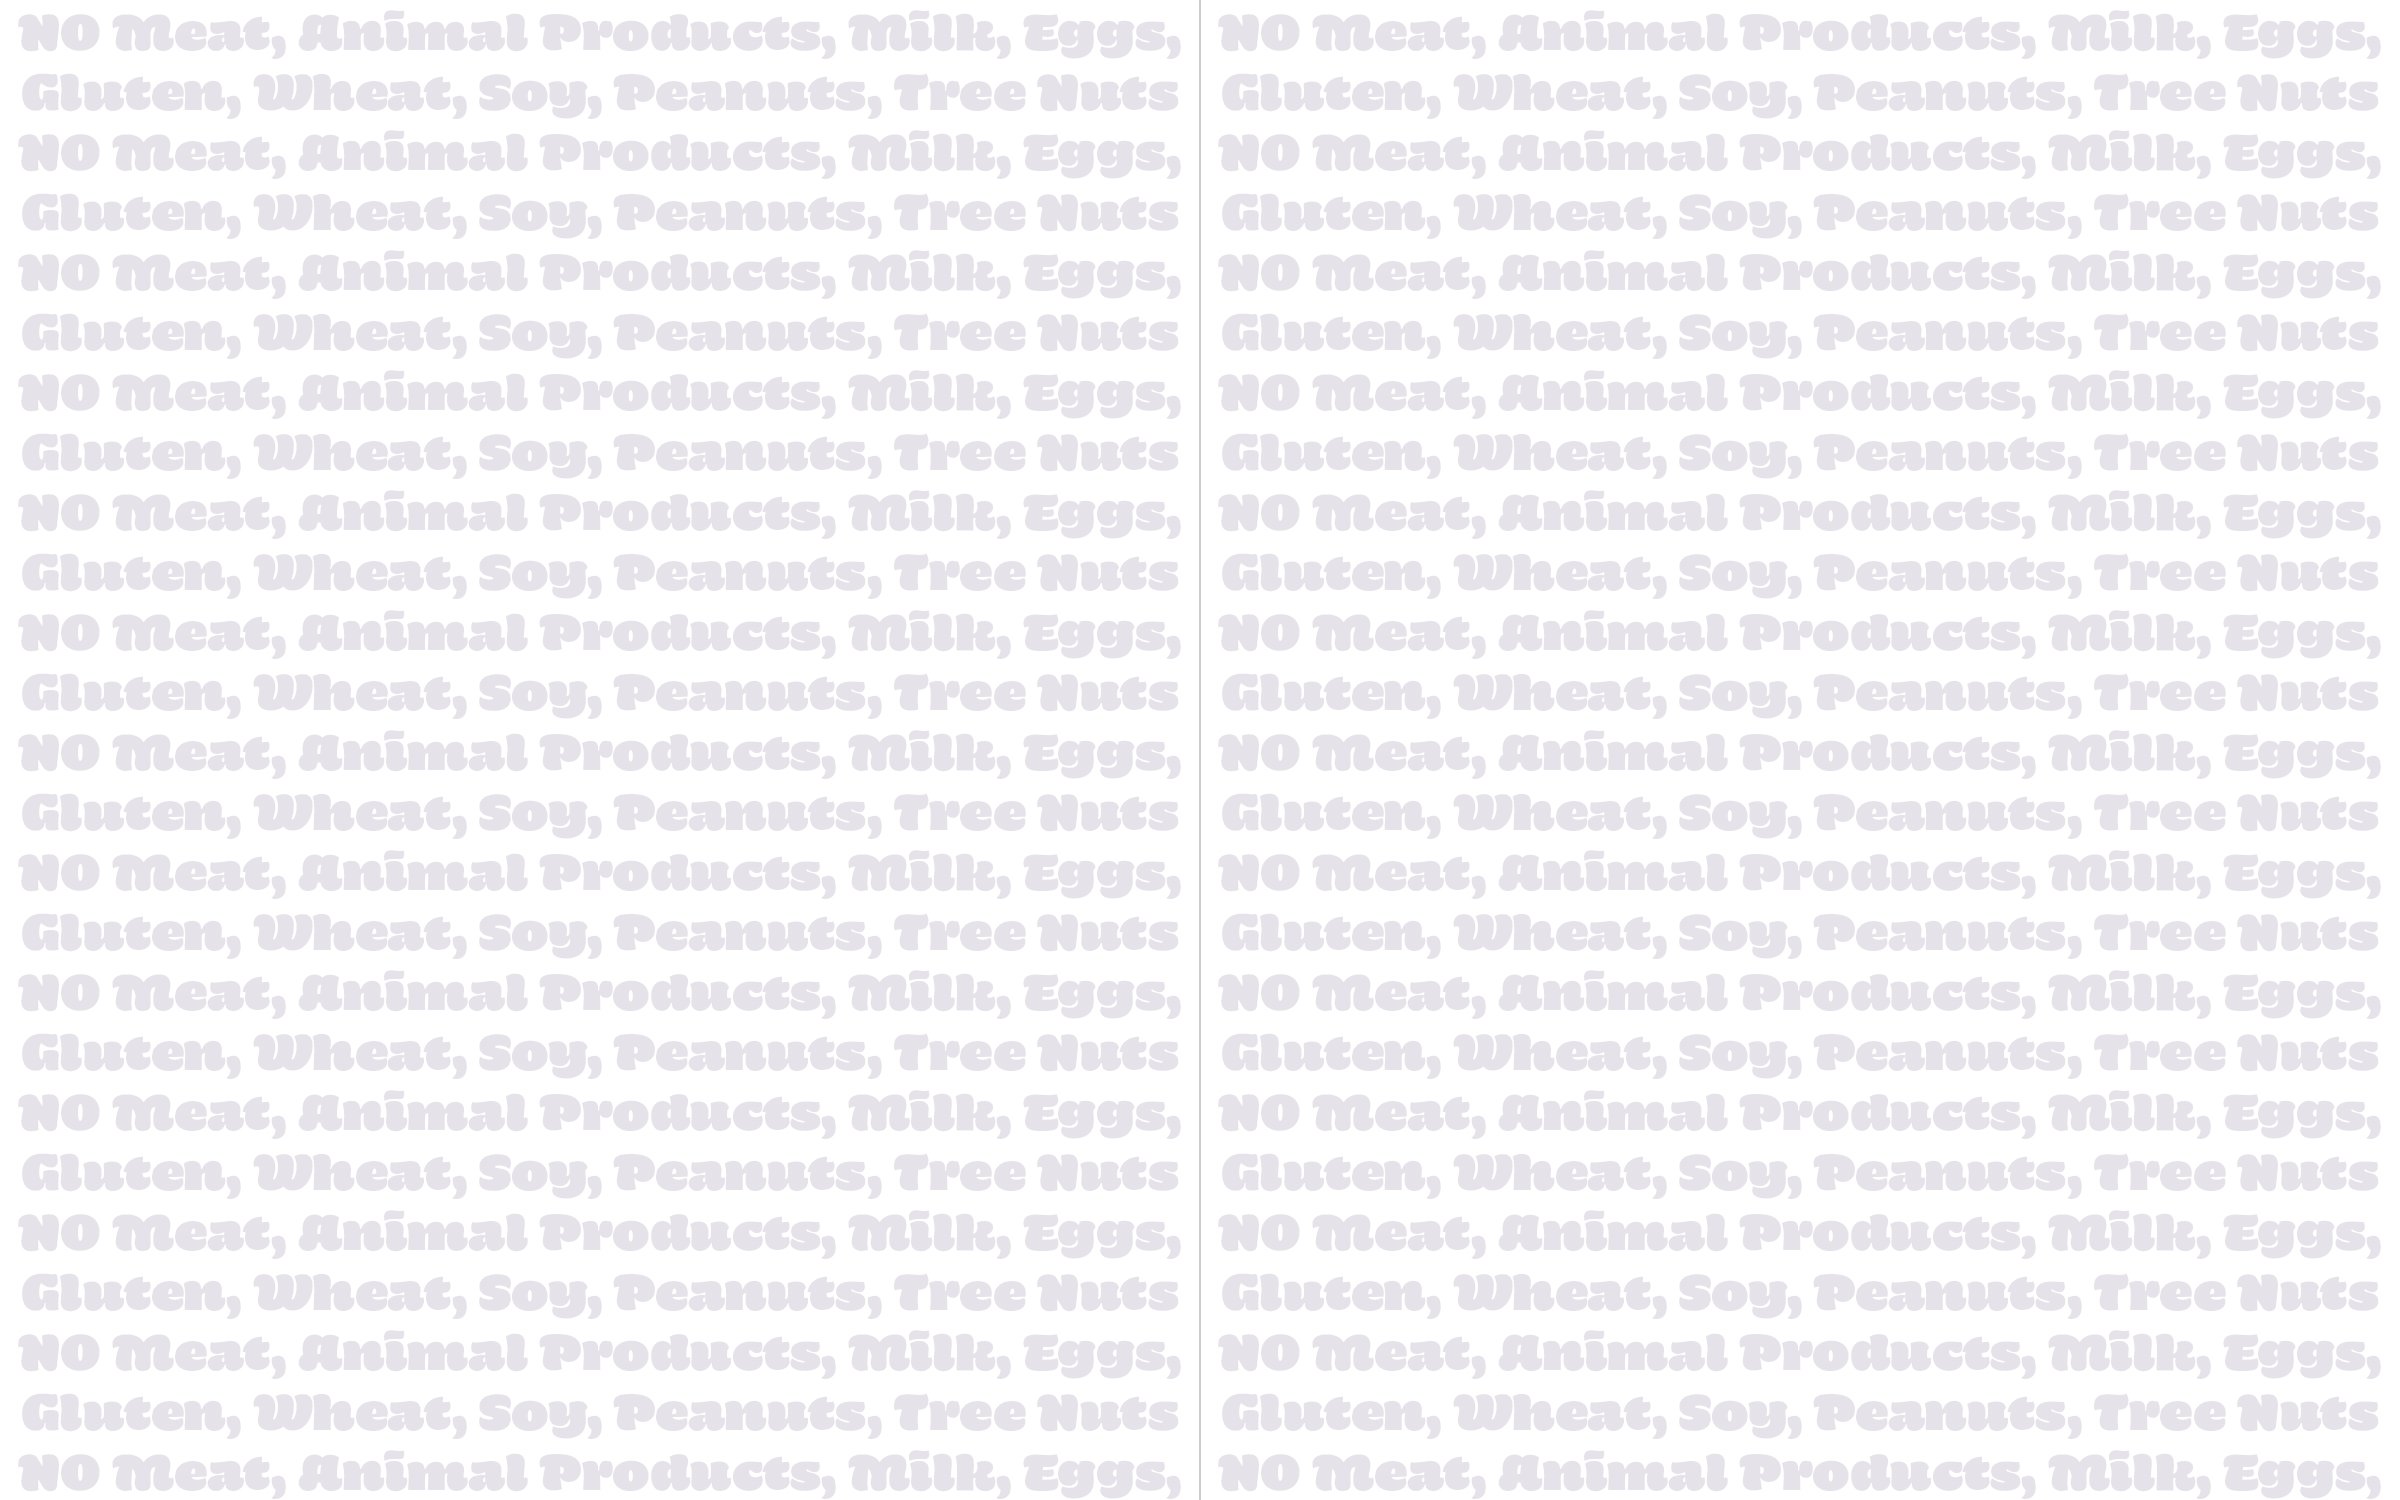 NO Meat, Animal Products, Milk, Eggs,
Gluten, Wheat, Soy, Peanuts, Tree Nuts
NO Meat, Animal Products, Milk, Eggs,
Gluten, Wheat, Soy, Peanuts, Tree Nuts
NO Meat, Animal Products, Milk, Eggs,
Gluten, Wheat, Soy, Peanuts, Tree Nuts
NO Meat, Animal Products, Milk, Eggs,
Gluten, Wheat, Soy, Peanuts, Tree Nuts
NO Meat, Animal Products, Milk, Eggs,
Gluten, Wheat, Soy, Peanuts, Tree Nuts
NO Meat, Animal Products, Milk, Eggs,
Gluten, Wheat, Soy, Peanuts, Tree Nuts
NO Meat, Animal Products, Milk, Eggs,
Gluten, Wheat, Soy, Peanuts, Tree Nuts
NO Meat, Animal Products, Milk, Eggs,
Gluten, Wheat, Soy, Peanuts, Tree Nuts
NO Meat, Animal Products, Milk, Eggs,
Gluten, Wheat, Soy, Peanuts, Tree Nuts
NO Meat, Animal Products, Milk, Eggs,
Gluten, Wheat, Soy, Peanuts, Tree Nuts
NO Meat, Animal Products, Milk, Eggs,
Gluten, Wheat, Soy, Peanuts, Tree Nuts
NO Meat, Animal Products, Milk, Eggs,
Gluten, Wheat, Soy, Peanuts, Tree Nuts
NO Meat, Animal Products, Milk, Eggs,
NO Meat, Animal Products, Milk, Eggs,
Gluten, Wheat, Soy, Peanuts, Tree Nuts
NO Meat, Animal Products, Milk, Eggs,
Gluten, Wheat, Soy, Peanuts, Tree Nuts
NO Meat, Animal Products, Milk, Eggs,
Gluten, Wheat, Soy, Peanuts, Tree Nuts
NO Meat, Animal Products, Milk, Eggs,
Gluten, Wheat, Soy, Peanuts, Tree Nuts
NO Meat, Animal Products, Milk, Eggs,
Gluten, Wheat, Soy, Peanuts, Tree Nuts
NO Meat, Animal Products, Milk, Eggs,
Gluten, Wheat, Soy, Peanuts, Tree Nuts
NO Meat, Animal Products, Milk, Eggs,
Gluten, Wheat, Soy, Peanuts, Tree Nuts
NO Meat, Animal Products, Milk, Eggs,
Gluten, Wheat, Soy, Peanuts, Tree Nuts
NO Meat, Animal Products, Milk, Eggs,
Gluten, Wheat, Soy, Peanuts, Tree Nuts
NO Meat, Animal Products, Milk, Eggs,
Gluten, Wheat, Soy, Peanuts, Tree Nuts
NO Meat, Animal Products, Milk, Eggs,
Gluten, Wheat, Soy, Peanuts, Tree Nuts
NO Meat, Animal Products, Milk, Eggs,
Gluten, Wheat, Soy, Peanuts, Tree Nuts
NO Meat, Animal Products, Milk, Eggs,